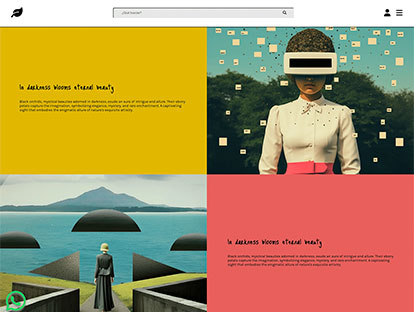 ¿Qué buscas?
In darkness blooms eternal beauty
Black orchids, mystical beauties adorned in darkness, exude an aura of intrigue and allure. Their ebony
petals capture the imagination, symbolizing elegance, mystery, and rare enchantment. A captivating
sight that embodies the enigmatic allure of nature's exquisite artistry.
In darkness blooms eternal beauty
Black orchids, mystical beauties adorned in darkness, exude an aura of intrigue and allure. Their ebony
petals capture the imagination, symbolizing elegance, mystery, and rare enchantment. A captivating
sight that embodies the enigmatic allure of nature's exquisite artistry.